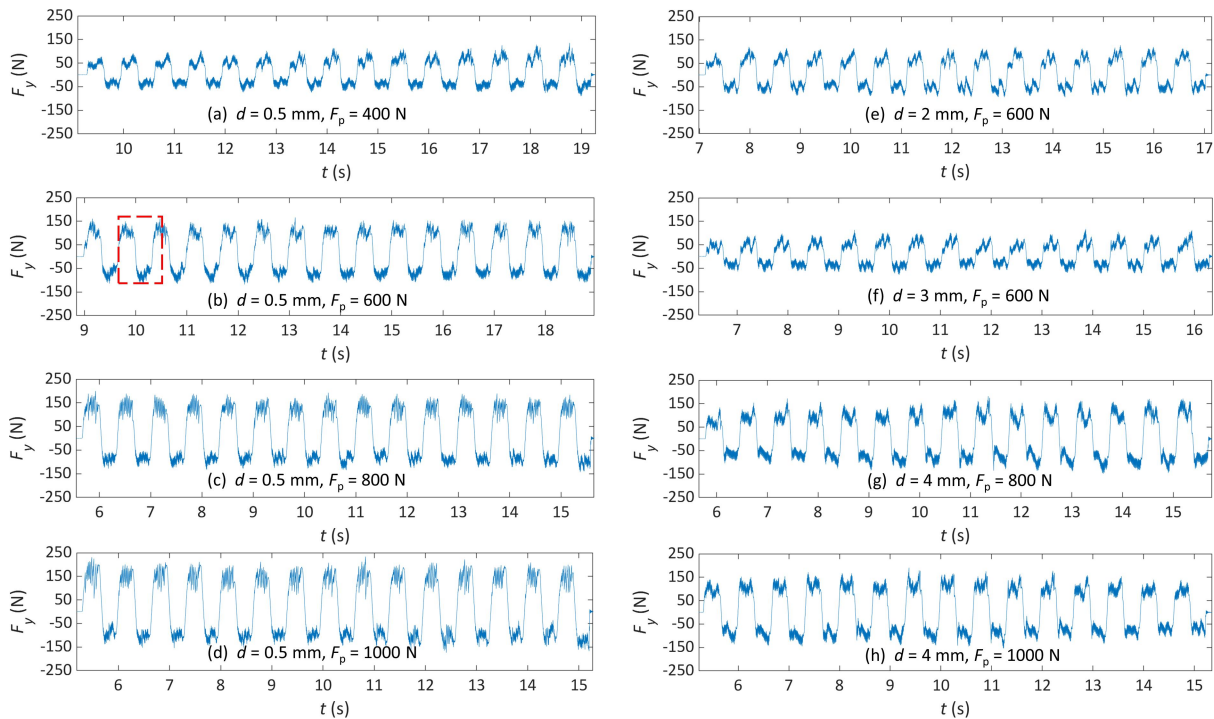 250
150
50
-50
-150
-250
F_y (N)
(a) d = 0.5 mm, F_p = 400 N
10 11 12 13 14 15 16 17 18 19
t (s)
250
150
50
-50
-150
-250
F_y (N)
(b) d = 0.5 mm, F_p = 600 N
9 10 11 12 13 14 15 16 17 18
t (s)
250
150
50
-50
-150
-250
F_y (N)
(c) d = 0.5 mm, F_p = 800 N
6 7 8 9 10 11 12 13 14 15
t (s)
250
150
50
-50
-150
-250
F_y (N)
(d) d = 0.5 mm, F_p = 1000 N
6 7 8 9 10 11 12 13 14 15
t (s)
250
150
50
-50
-150
-250
F_y (N)
(e) d = 2 mm, F_p = 600 N
7 8 9 10 11 12 13 14 15 16 17
t (s)
250
150
50
-50
-150
-250
F_y (N)
(f) d = 3 mm, F_p = 600 N
7 8 9 10 11 12 13 14 15 16
t (s)
250
150
50
-50
-150
-250
F_y (N)
(g) d = 4 mm, F_p = 800 N
6 7 8 9 10 11 12 13 14 15
t (s)
250
150
50
-50
-150
-250
F_y (N)
(h) d = 4 mm, F_p = 1000 N
6 7 8 9 10 11 12 13 14 15
t (s)